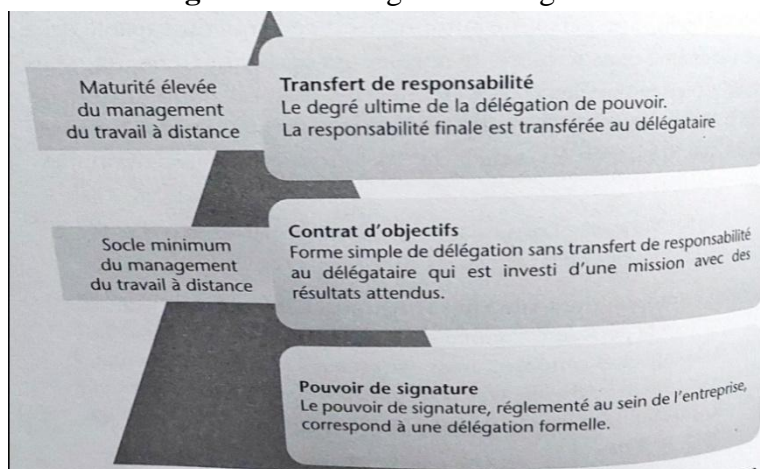 Maturité élevée
du management
du travail à distance
Transfert de responsabilité
Le degré ultime de la délégation de pouvoir.
La responsabilité finale est transférée au délégataire
Socle minimum
du management
du travail à distance
Contrat d'objectifs
Forme simple de délégation sans transfert de responsabilité
au délégataire qui est investi d'une mission avec des
résultats attendus.
Pouvoir de signature
Le pouvoir de signature, réglementé au sein de l'entreprise,
correspond à une délégation formelle.